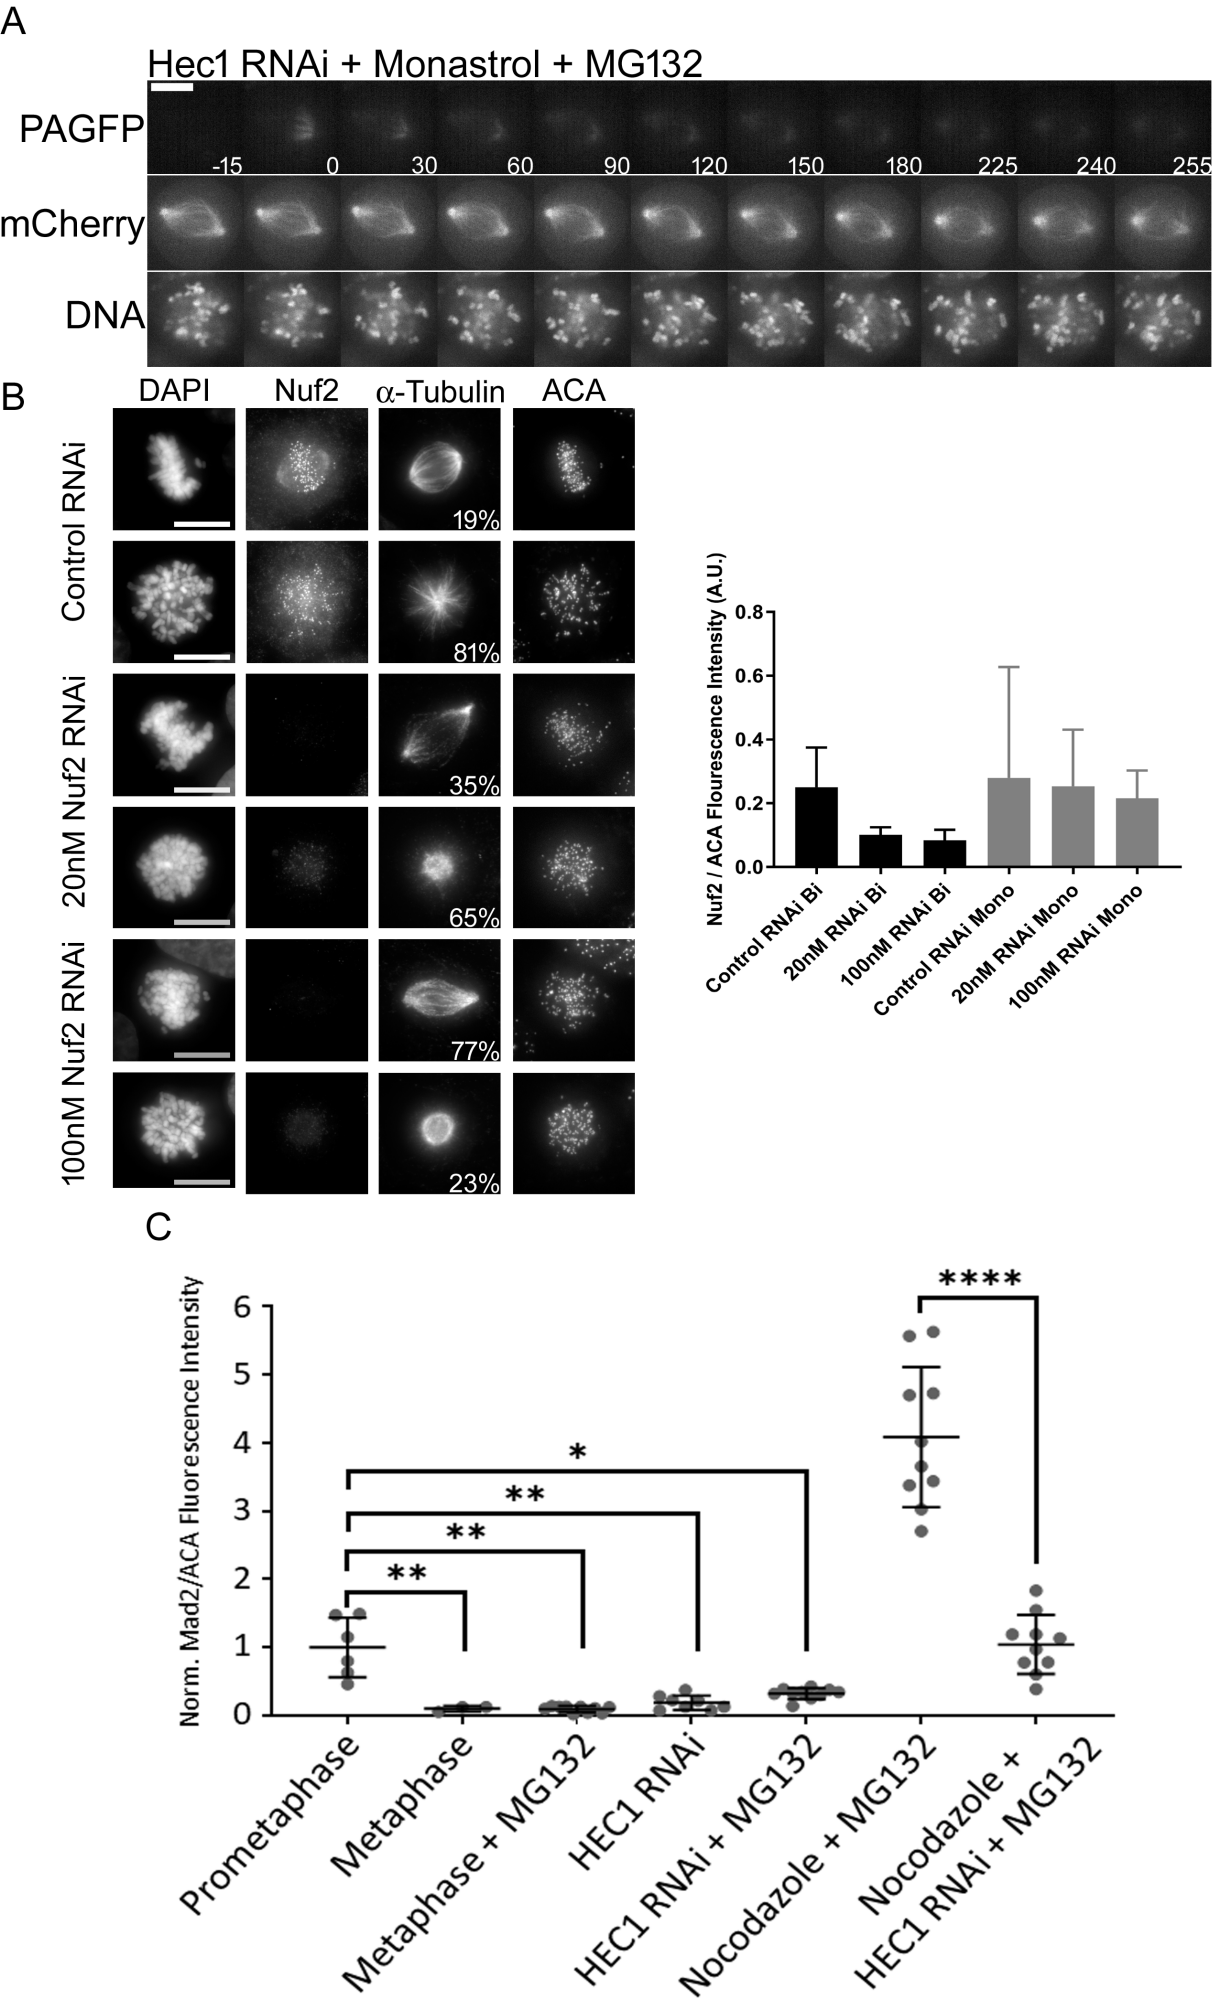 A
Hec1 RNAi + Monastrol + MG132
PAGFP
-15 0 30 60 90 120 150 180 225 240 255
mCherry
DNA
B
DAPI Nuf2 α-Tubulin ACA
Control RNAi
19%
81%
20nM Nuf2 RNAi
35%
65%
100nM Nuf2 RNAi
77%
23%
Nuf2 / ACA Flourescence Intensity (A.U.)
0.8
0.6
0.4
0.2
0.0
Control RNAi Bi
20nM RNAi Bi
100nM RNAi Bi
Control RNAi Mono
20nM RNAi Mono
100nM RNAi Mono
C
Norm. Mad2/ACA Fluorescence Intensity
6
5
4
3
2
1
0
****
*
**
**
**
Prometaphase
Metaphase
Metaphase + MG132
HEC1 RNAi
HEC1 RNAi + MG132
Nocodazole + MG132
Nocodazole +
HEC1 RNAi + MG132